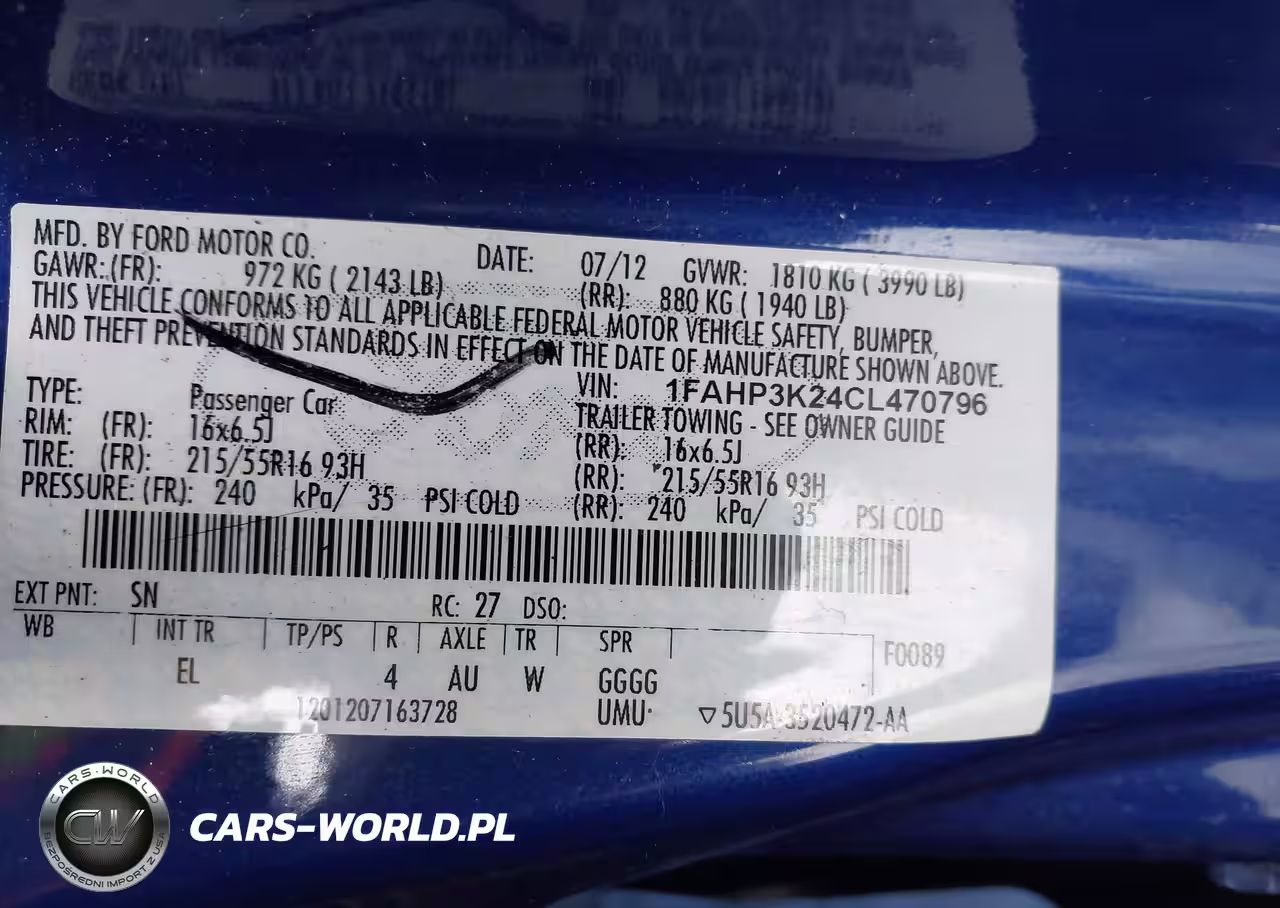 MFD. BY FORD MOTOR CO. DATE: 07/12 GVWR: 1810 KG ( 3990 LB)
GAWR: (FR): 972 KG ( 2143 LB) (RR): 880 KG ( 1940 LB)
THIS VEHICLE CONFORMS TO ALL APPLICABLE FEDERAL MOTOR VEHICLE SAFETY, BUMPER,
AND THEFT PREVENTION STANDARDS IN EFFECT ON THE DATE OF MANUFACTURE SHOWN ABOVE.
VIN: 1FAHP3K24CL470796
TYPE: Passenger Car TRAILER TOWING - SEE OWNER GUIDE
RIM: (FR): 16x6.5J (RR): 16x6.5J
TIRE: (FR): 215/55R16 93H (RR): 215/55R16 93H
PRESSURE: (FR): 240 kPa/ 35 PSI COLD (RR): 240 kPa/ 35 PSI COLD
EXT PNT: SN RC: 27 DSO:
WB INT TR TP/PS R AXLE TR SPR F0089
EL 4 AU W GGGG
1201207163728 UMU ▽5U5A-3520472-AA
CARS-WORLD
CW
BEZPOŚREDNI IMPORT Z USA
CARS-WORLD.PL